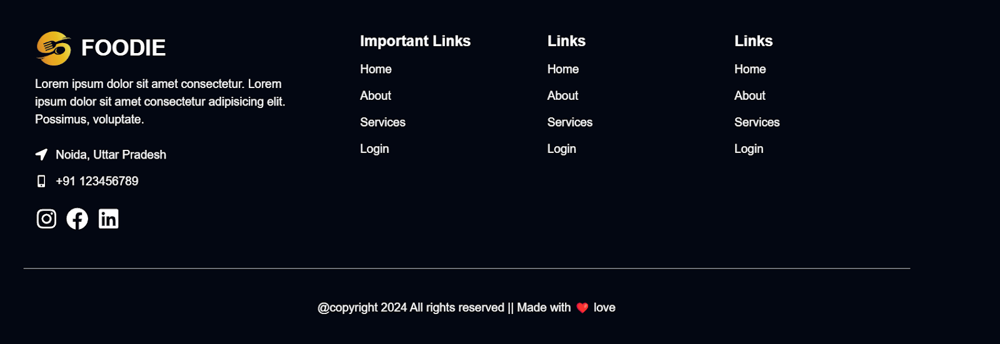 FOODIE
Lorem ipsum dolor sit amet consectetur. Lorem
ipsum dolor sit amet consectetur adipisicing elit.
Possimus, voluptate.
Noida, Uttar Pradesh
+91 123456789
Important Links
Home
About
Services
Login
Links
Home
About
Services
Login
Links
Home
About
Services
Login
@copyright 2024 All rights reserved || Made with ❤️ love